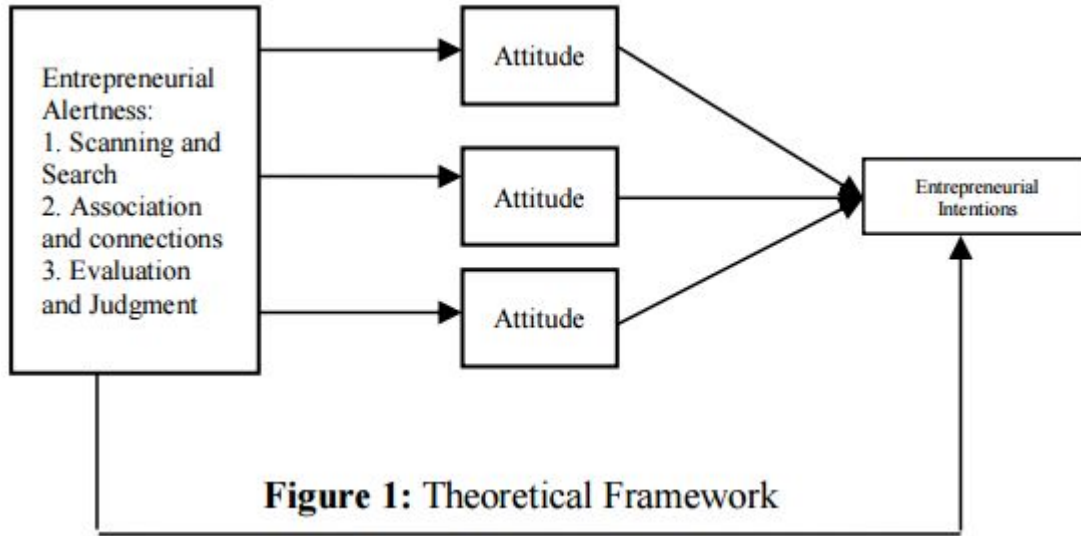 Entrepreneurial
Alertness:
1. Scanning and
Search
2. Association
and connections
3. Evaluation
and Judgment
Attitude
Attitude
Attitude
Entrepreneurial
Intentions
Figure 1: Theoretical Framework